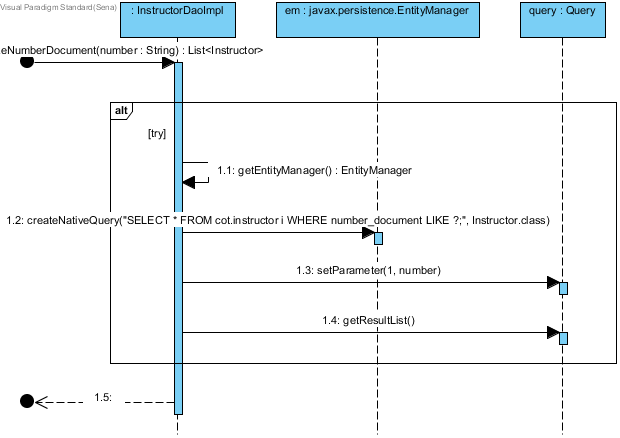 Visual Paradigm Standard(Sena)
: InstructorDaoImpl
em : javax.persistence.EntityManager
query : Query
eNumberDocument(number : String) : List<Instructor>
alt
[try]
1.1: getEntityManager() : EntityManager
1.2: createNativeQuery("SELECT * FROM cot.instructor i WHERE number_document LIKE ?;", Instructor.class)
1.3: setParameter(1, number)
1.4: getResultList()
1.5: